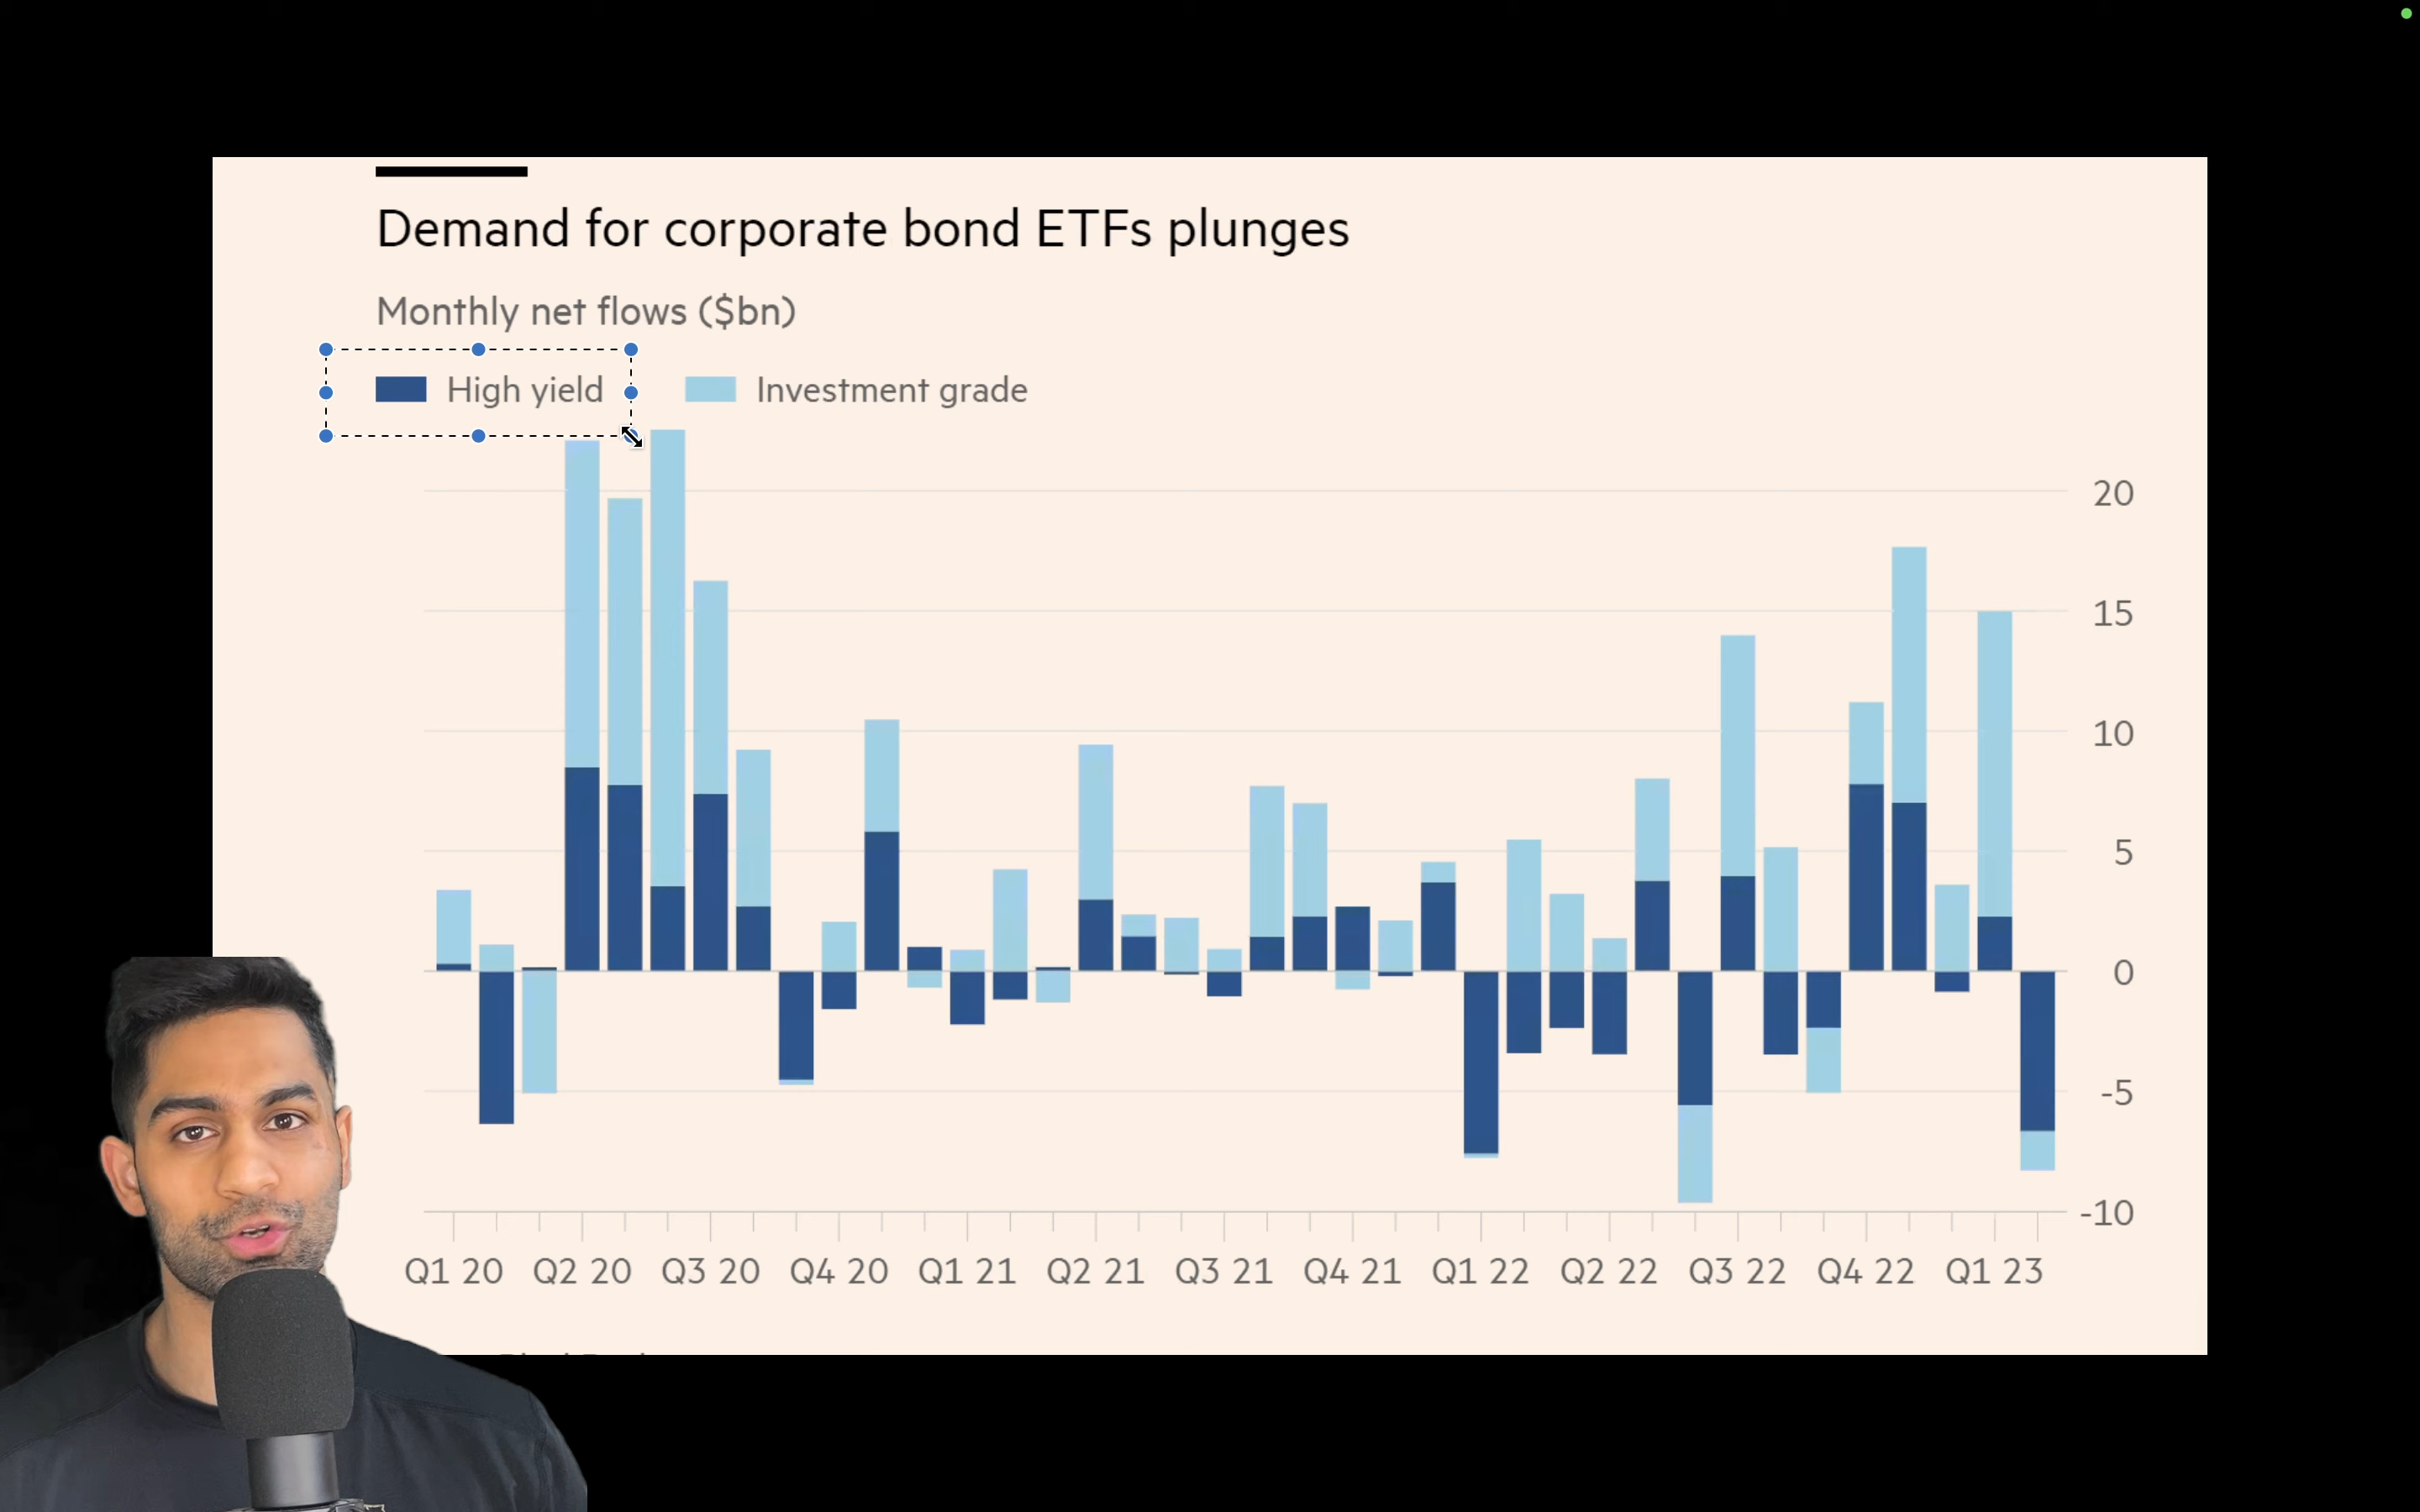 Demand for corporate bond ETFs plunges
Monthly net flows ($bn)
High yield Investment grade
20
15
10
5
0
-5
-10
Q1 20 Q2 20 Q3 20 Q4 20 Q1 21 Q2 21 Q3 21 Q4 21 Q1 22 Q2 22 Q3 22 Q4 22 Q1 23